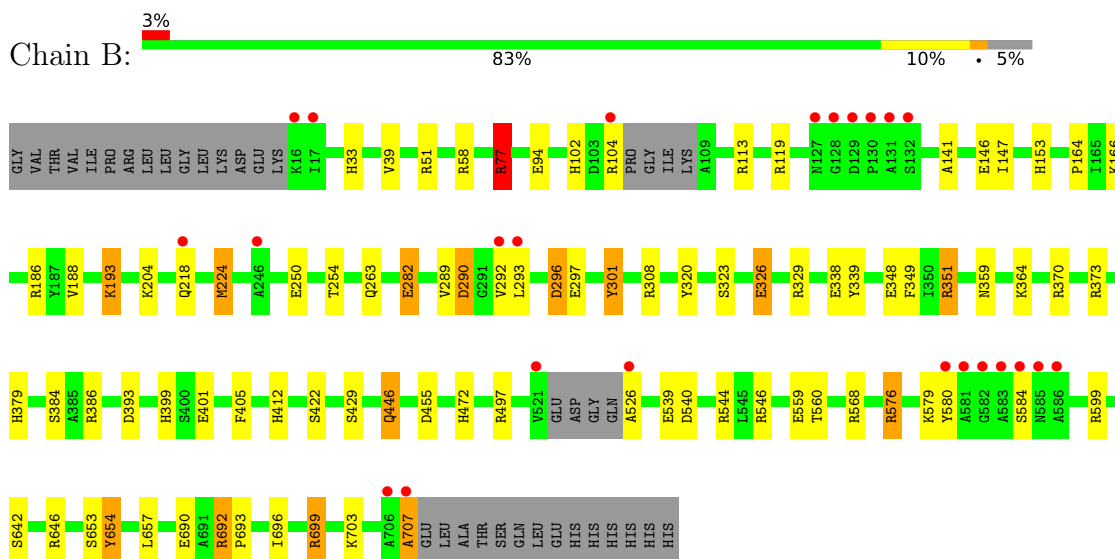 3%
Chain B:
83% 10% • 5%
GLY VAL THR VAL ILE PRO ARG LEU LEU GLY LEU LYS ASP GLU LYS K16 I17 H33 V39 R51 R58 R77 E94 H102 D103 R104 PRO GLY ILE LYS A109 R113 R119 N127 G128 D129 P130 A131 S132 A141 E146 I147 H153 P164 I165 K166
R186 Y187 V188 K193 K204 Q218 M224 A246 E250 T254 Q263 E282 V289 D290 G291 V292 L293 D296 E297 Y301 R308 Y320 S323 E326 R329 E338 Y339 E348 F349 I350 R351 N359 K364 R370 R373
H379 S384 A385 R386 D393 H399 S400 E401 F405 H412 S422 S429 Q446 D455 H472 R497 V521 GLU ASP GLY GLN A526 E539 D540 R544 L545 R546 E559 T560 R568 R576 K579 Y580 A581 G582 A583 S584 N585 A586 R599
S642 R646 S653 Y654 L657 E690 A691 R692 P693 I696 R699 K703 A706 A707 GLU LEU ALA THR SER GLN LEU GLU HIS HIS HIS HIS HIS HIS